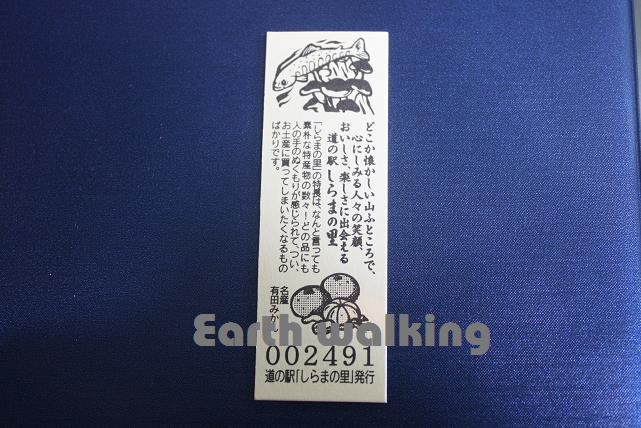 どこか懐かしい山ふところで、
心にしみる人々の笑顔、
おいしさ、楽しさに出会える
道の駅しらまの里
「しらまの里」の特長は、なんと言っても
素朴な特産物の数々!どの品にも
人の手のぬくもりが感じられて、つい、
お土産に買ってしまいたくなるもの
ばかりです。
名産
有田みかん
Earth walking
002491
道の駅「しらまの里」発行